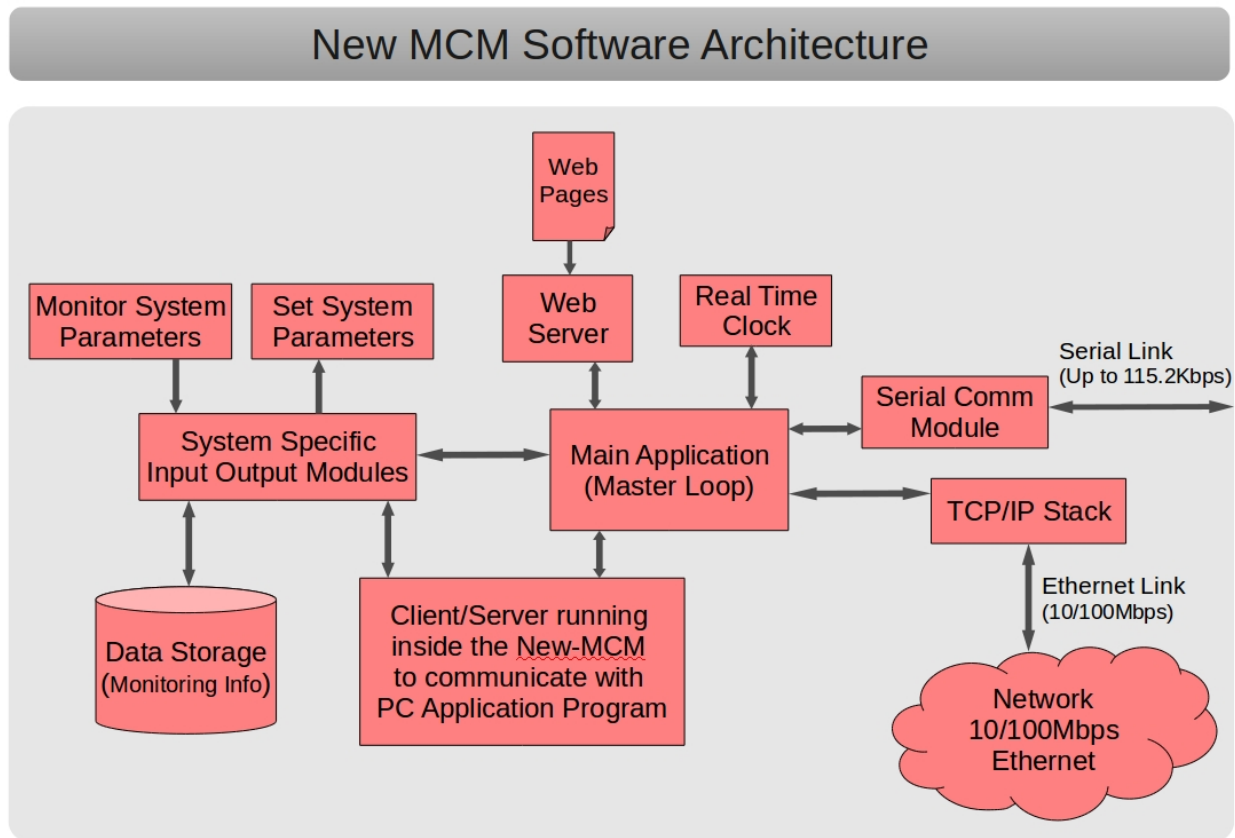 New MCM Software Architecture
Web
Pages
Monitor System
Parameters
Set System
Parameters
Web
Server
Real Time
Clock
Serial Link
(Up to 115.2Kbps)
Serial Comm
Module
System Specific
Input Output Modules
Main Application
(Master Loop)
TCP/IP Stack
Ethernet Link
(10/100Mbps)
Data Storage
(Monitoring Info)
Client/Server running
inside the New-MCM
to communicate with
PC Application Program
Network
10/100Mbps
Ethernet